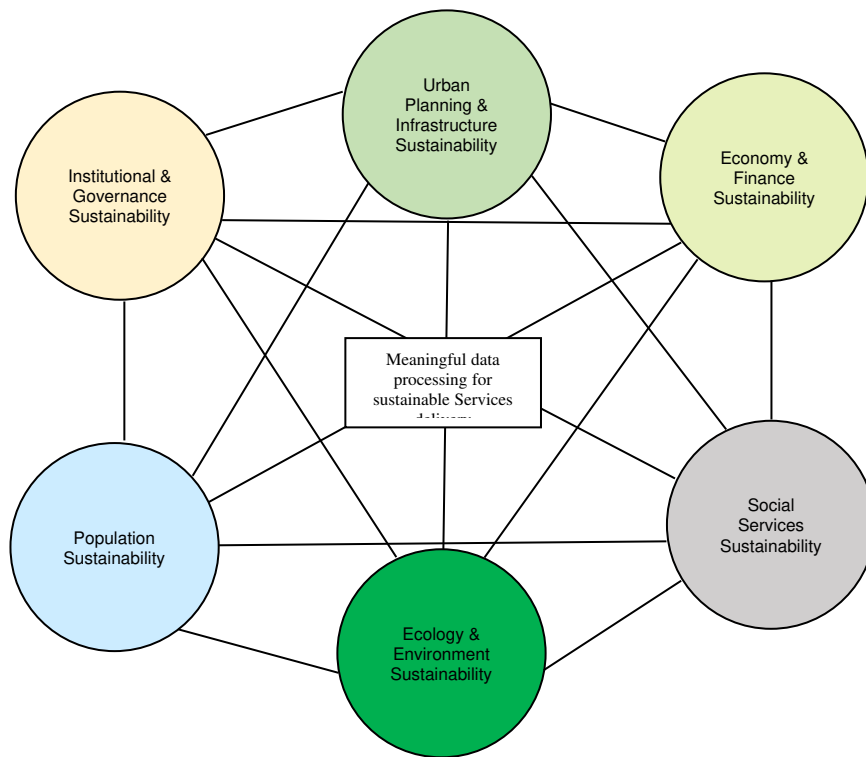 Urban
Planning &
Infrastructure
Sustainability
Institutional &
Governance
Sustainability
Economy &
Finance
Sustainability
Meaningful data
processing for
sustainable Services
delivery
Population
Sustainability
Social
Services
Sustainability
Ecology &
Environment
Sustainability